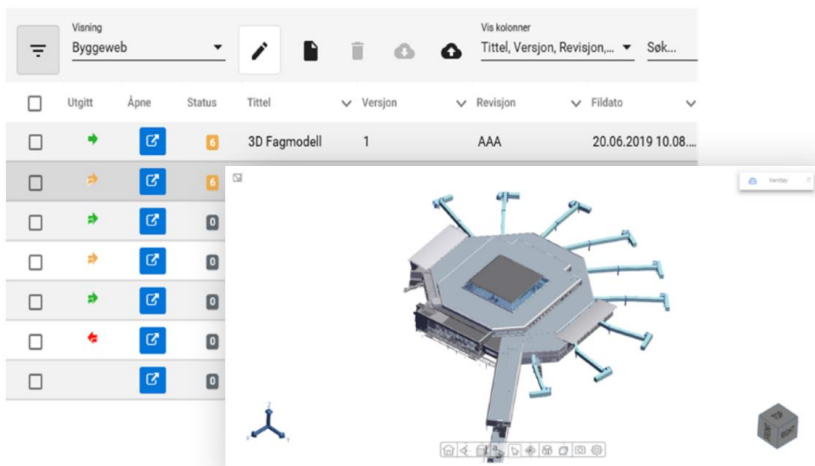 Visning
Byggeweb
Vis kolonner
Tittel, Versjon, Revisjon,...
Søk...
Utgitt Åpne Status Tittel Versjon Revisjon Fildato
6 3D Fagmodell 1 AAA 20.06.2019 10.08....
6
0
0
0
0
0
Verktøy
Z